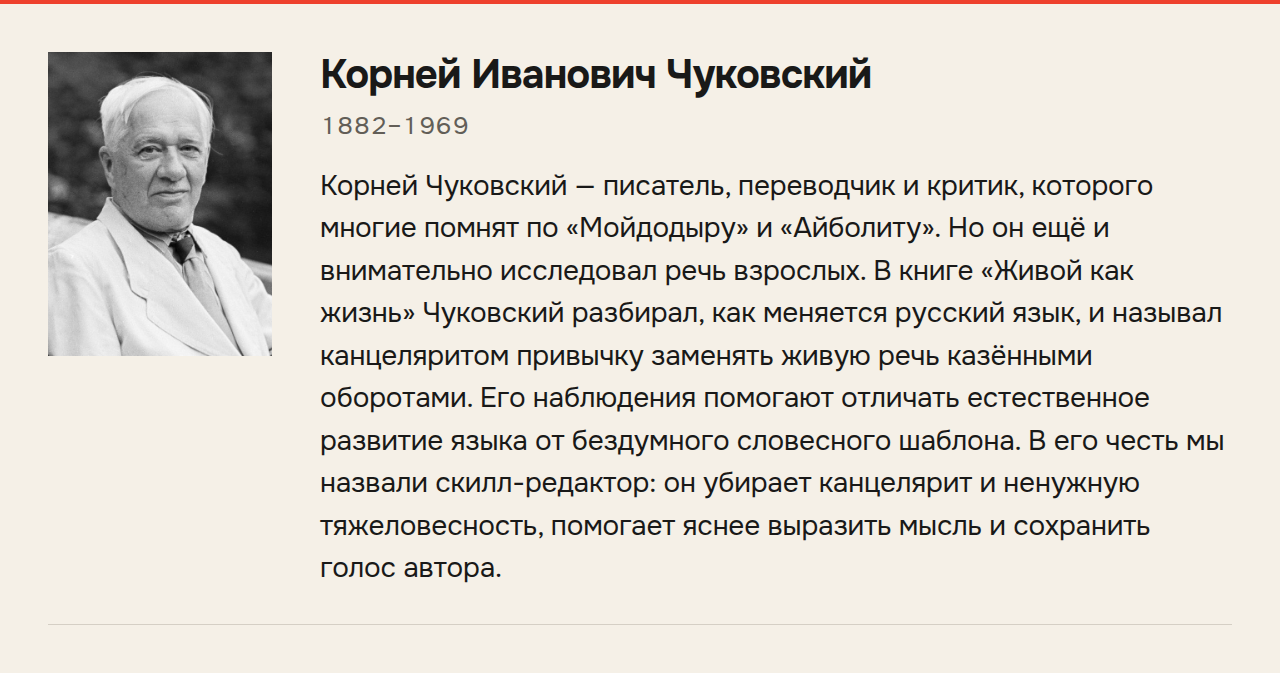 Корней Иванович Чуковский
1882–1969
Корней Чуковский — писатель, переводчик и критик, которого
многие помнят по «Мойдодыру» и «Айболиту». Но он ещё и
внимательно исследовал речь взрослых. В книге «Живой как
жизнь» Чуковский разбирал, как меняется русский язык, и называл
канцеляритом привычку заменять живую речь казёнными
оборотами. Его наблюдения помогают отличать естественное
развитие языка от бездумного словесного шаблона. В его честь мы
назвали скилл-редактор: он убирает канцелярит и ненужную
тяжеловесность, помогает яснее выразить мысль и сохранить
голос автора.